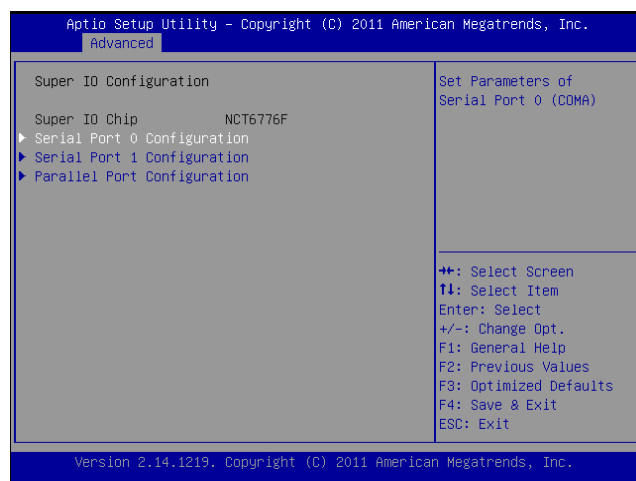 Aptio Setup Utility – Copyright (C) 2011 American Megatrends, Inc.
Advanced
Super IO Configuration
Super IO Chip NCT6776F
Serial Port 0 Configuration
Serial Port 1 Configuration
Parallel Port Configuration
Set Parameters of
Serial Port 0 (COMA)
→←: Select Screen
↑↓: Select Item
Enter: Select
+/-: Change Opt.
F1: General Help
F2: Previous Values
F3: Optimized Defaults
F4: Save & Exit
ESC: Exit
Version 2.14.1219. Copyright (C) 2011 American Megatrends, Inc.